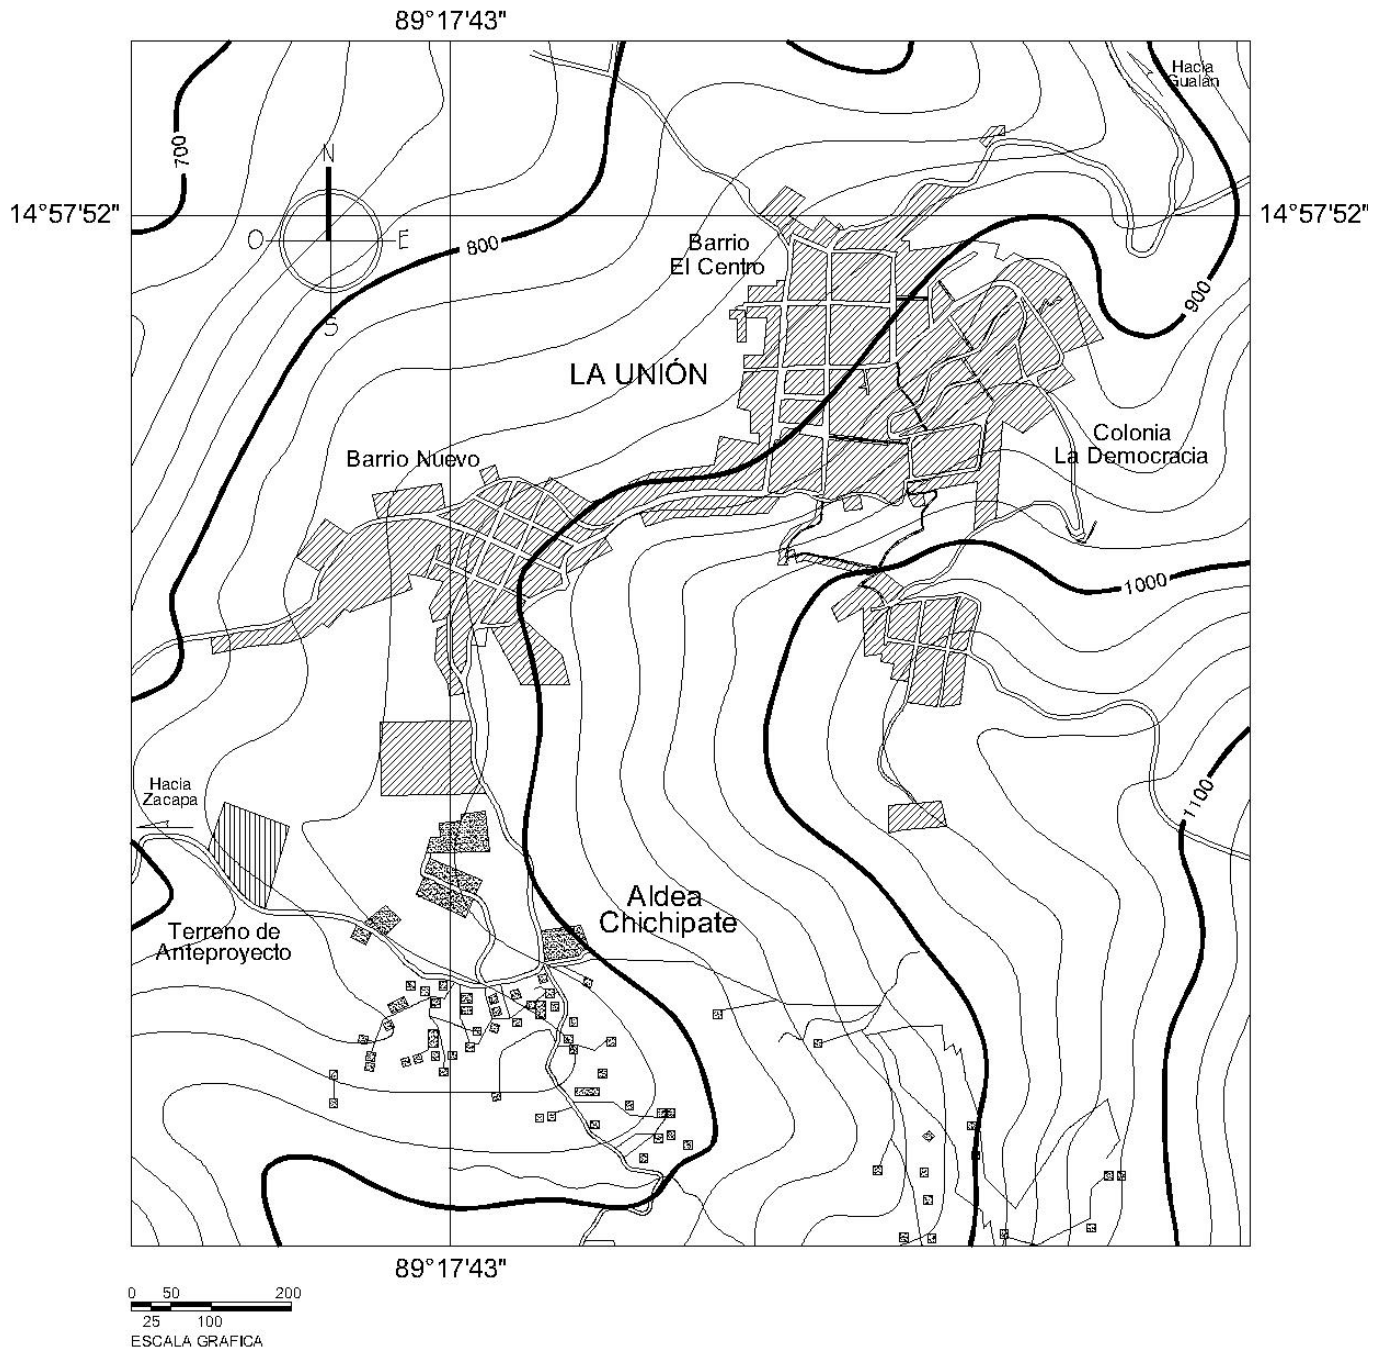 89°17'43"
Hacia
Gualán
700
N
14°57'52"
14°57'52"
O
E
Barrio
El Centro
800
900
S
LA UNIÓN
Colonia
La Democracia
Barrio Nuevo
1000
Hacia
Zacapa
1100
Aldea
Chichipate
Terreno de
Anteproyecto
89°17'43"
0 50 200
25 100
ESCALA GRAFICA